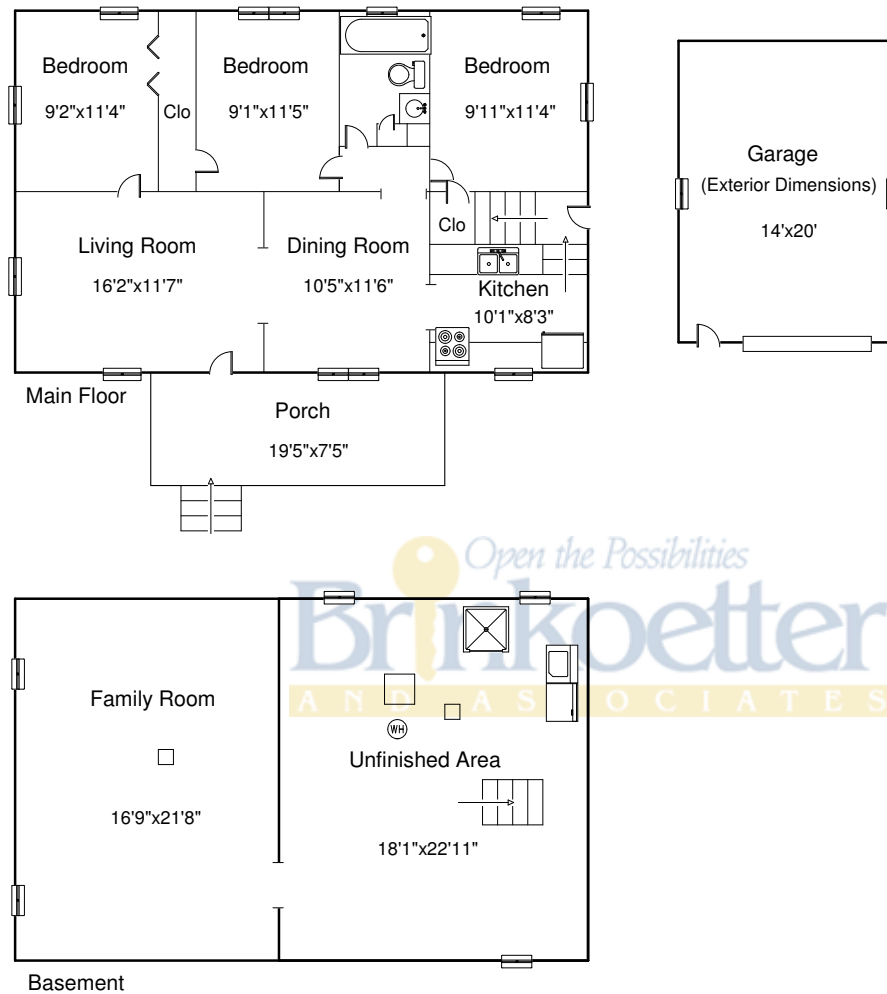 Bedroom
9'2"x11'4"
Clo
Bedroom
9'1"x11'5"
Bedroom
9'11"x11'4"
Garage
(Exterior Dimensions)
14'x20'
Living Room
16'2"x11'7"
Dining Room
10'5"x11'6"
Clo
Kitchen
10'1"x8'3"
Main Floor
Porch
19'5"x7'5"
Open the Possibilities
Brinkoetter
AND ASSOCIATES
Family Room
16'9"x21'8"
WH
Unfinished Area
18'1"x22'11"
Basement